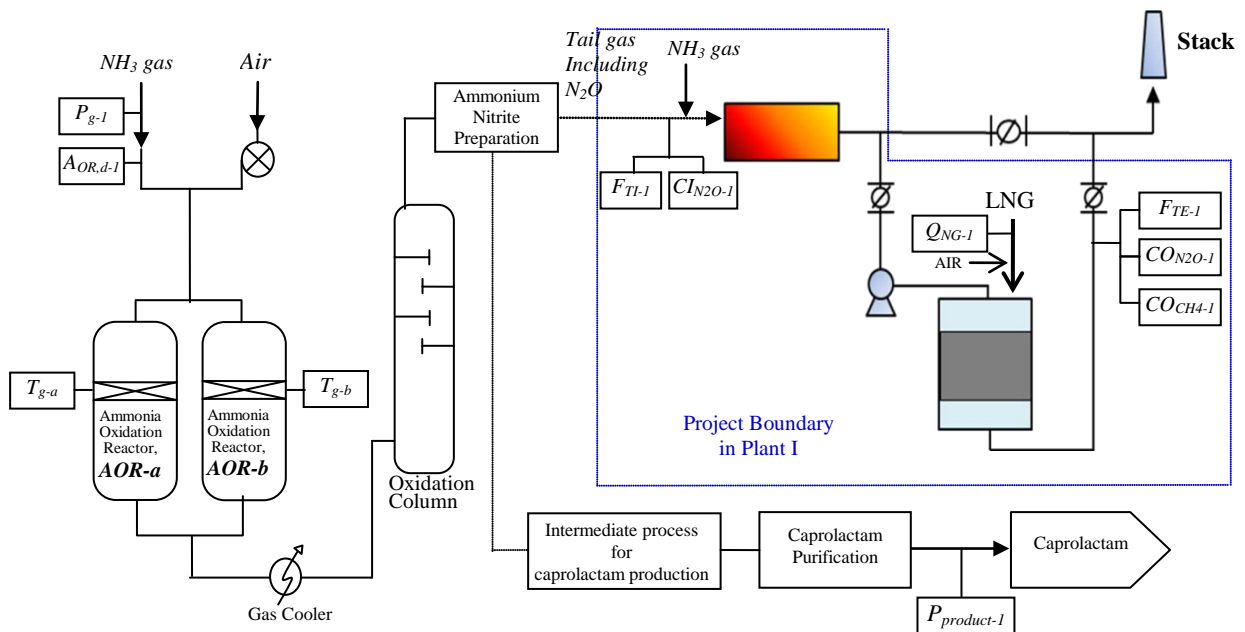 NH3 gas
Air
Pg-1
AOR,d-1
Tg-a
Ammonia
Oxidation
Reactor,
AOR-a
Ammonia
Oxidation
Reactor,
AOR-b
Tg-b
Gas Cooler
Oxidation
Column
Ammonium
Nitrite
Preparation
Tail gas
Including
N2O
NH3 gas
FTI-1
CIN2O-1
Stack
LNG
QNG-1
AIR
FTE-1
CON2O-1
COCH4-1
Project Boundary
in Plant I
Intermediate process
for
caprolactam production
Caprolactam
Purification
Caprolactam
Pproduct-1